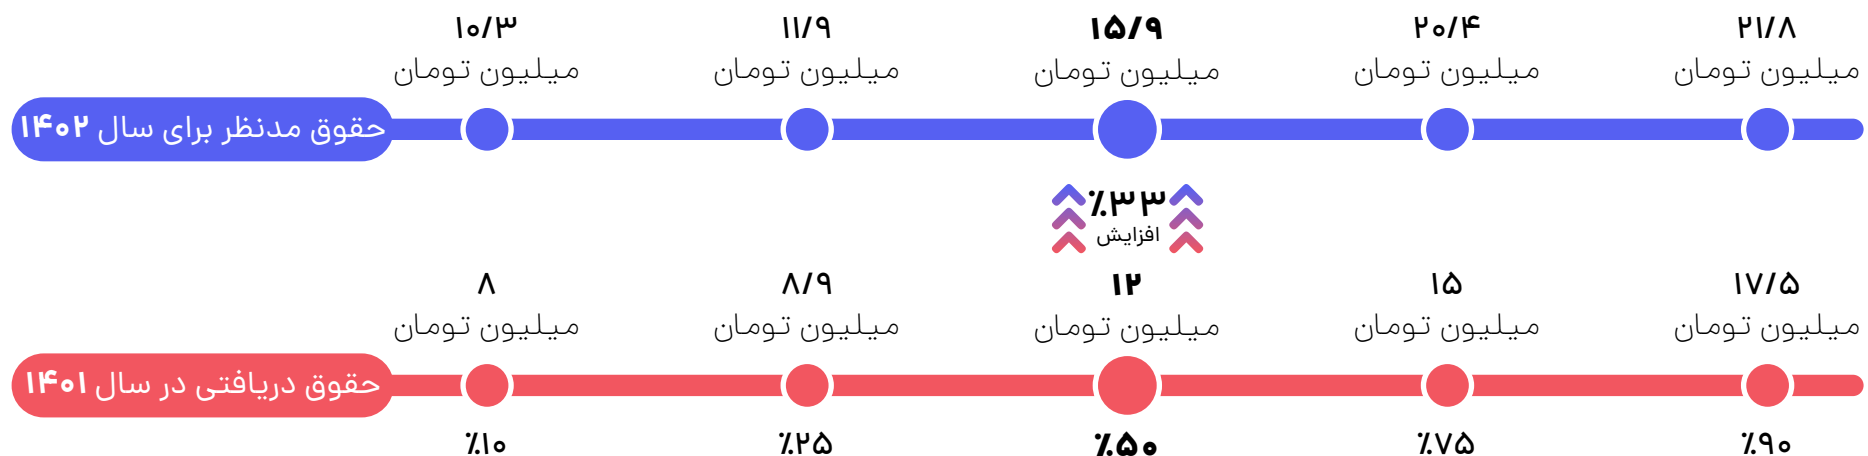 ۱۰/۳
میلیون تومان
۱۱/۹
میلیون تومان
۱۵/۹
میلیون تومان
۲۰/۴
میلیون تومان
۲۱/۸
میلیون تومان
حقوق مدنظر برای سال ۱۴۰۲
٪۳۳
افزایش
۸
میلیون تومان
۸/۹
میلیون تومان
۱۲
میلیون تومان
۱۵
میلیون تومان
۱۷/۵
میلیون تومان
حقوق دریافتی در سال ۱۴۰۱
٪۱۰
٪۲۵
٪۵۰
٪۷۵
٪۹۰